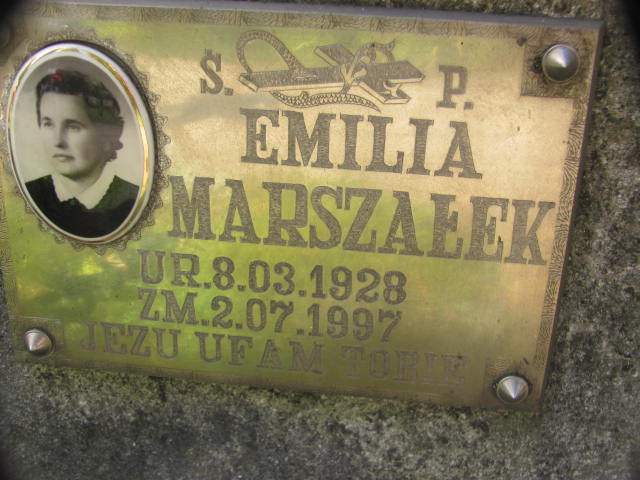 Ś. P.
EMILIA
MARSZAŁEK
UR.8.03.1928
ZM.2.07.1997
JEZU UFAM TOBIE